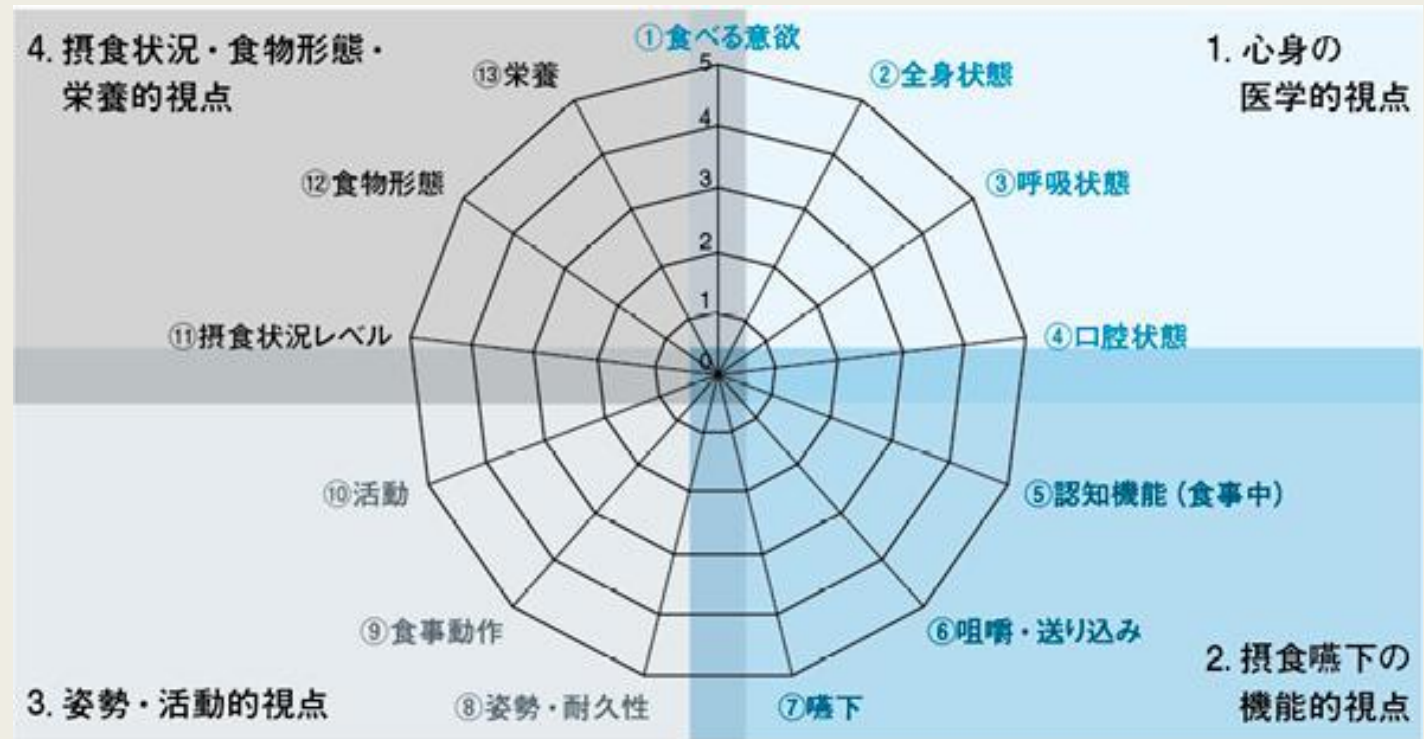 4. 摂食状況・食物形態・
栄養的視点
1. 心身の
医学的視点
①食べる意欲
②全身状態
③呼吸状態
④口腔状態
⑤認知機能（食事中）
⑥咀嚼・送り込み
⑦嚥下
⑧姿勢・耐久性
⑨食事動作
⑩活動
⑪摂食状況レベル
⑫食物形態
⑬栄養
5
4
3
2
1
0
3. 姿勢・活動的視点
2. 摂食嚥下の
機能的視点